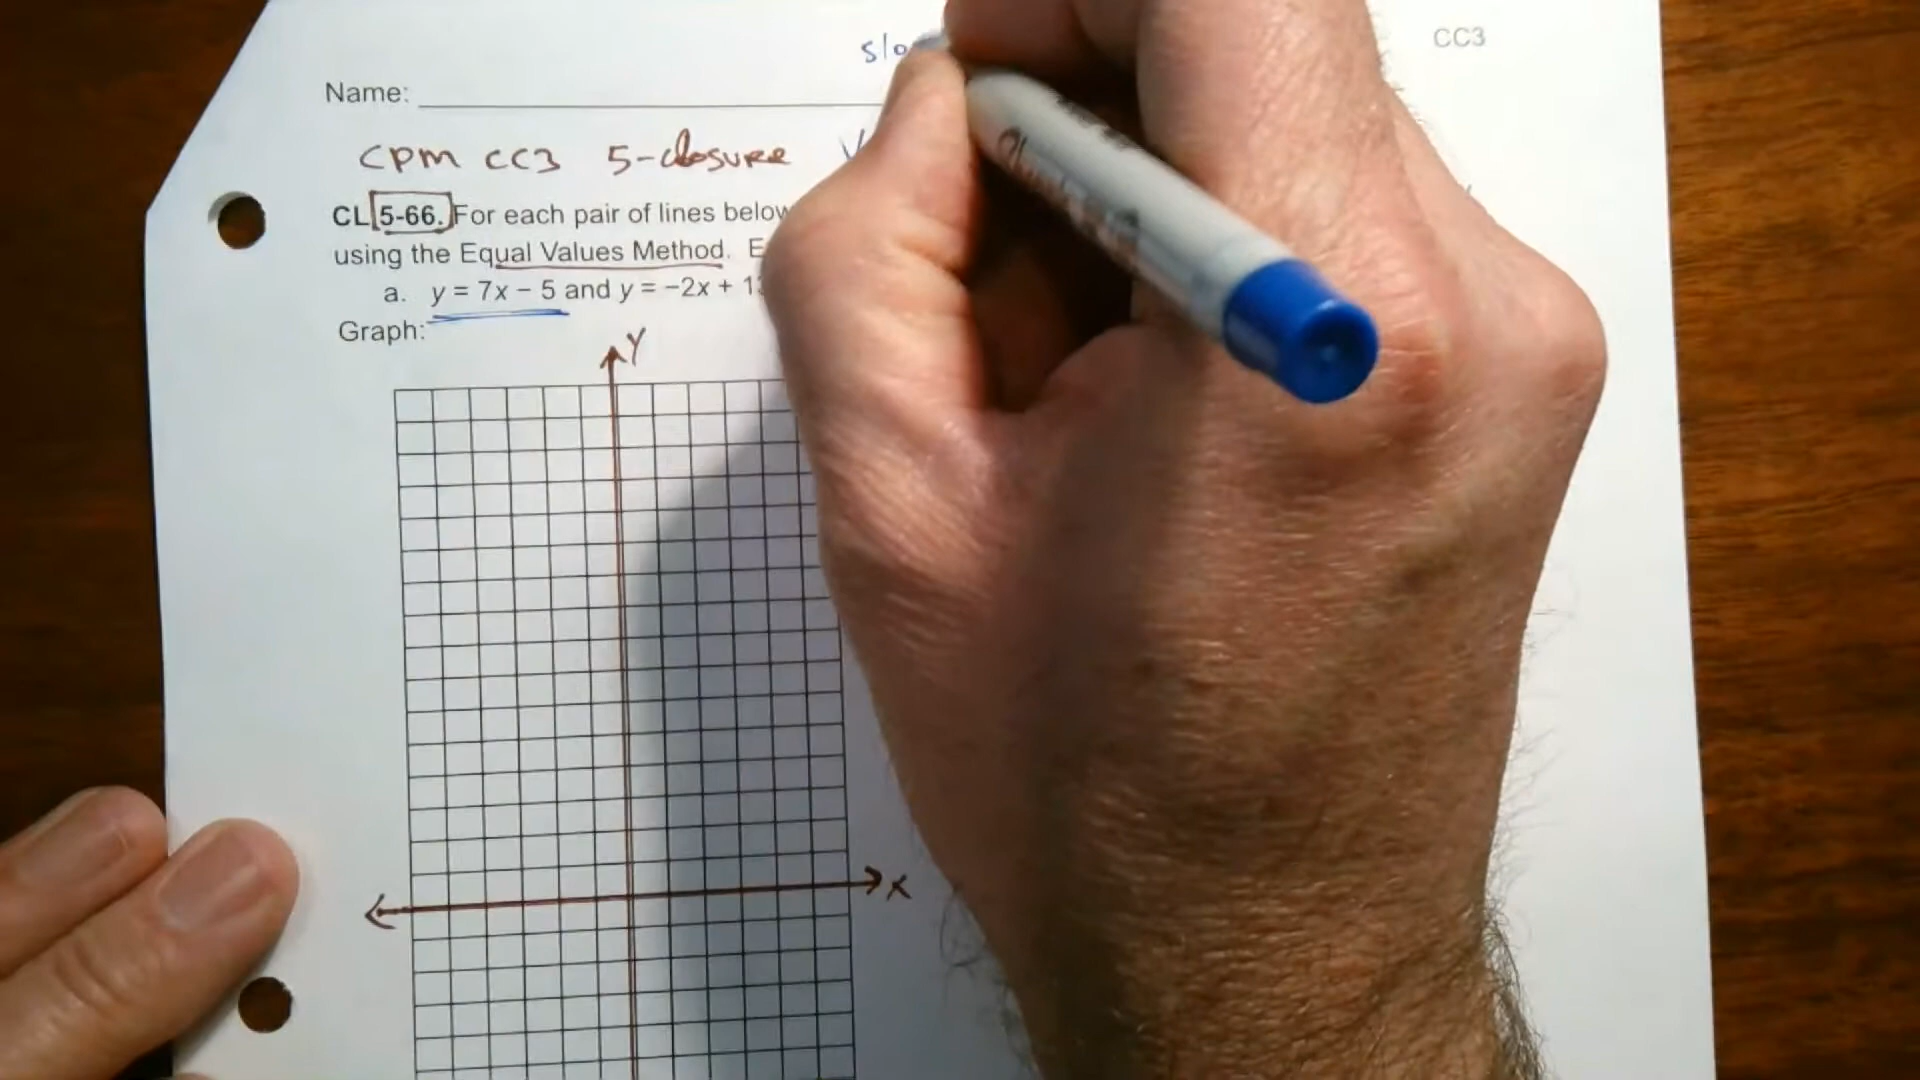 CC3
Name:
CPM CC3 5-closure
CL 5-66. For each pair of lines below
using the Equal Values Method.
a. y = 7x − 5 and y = −2x +
Graph:
Y
X